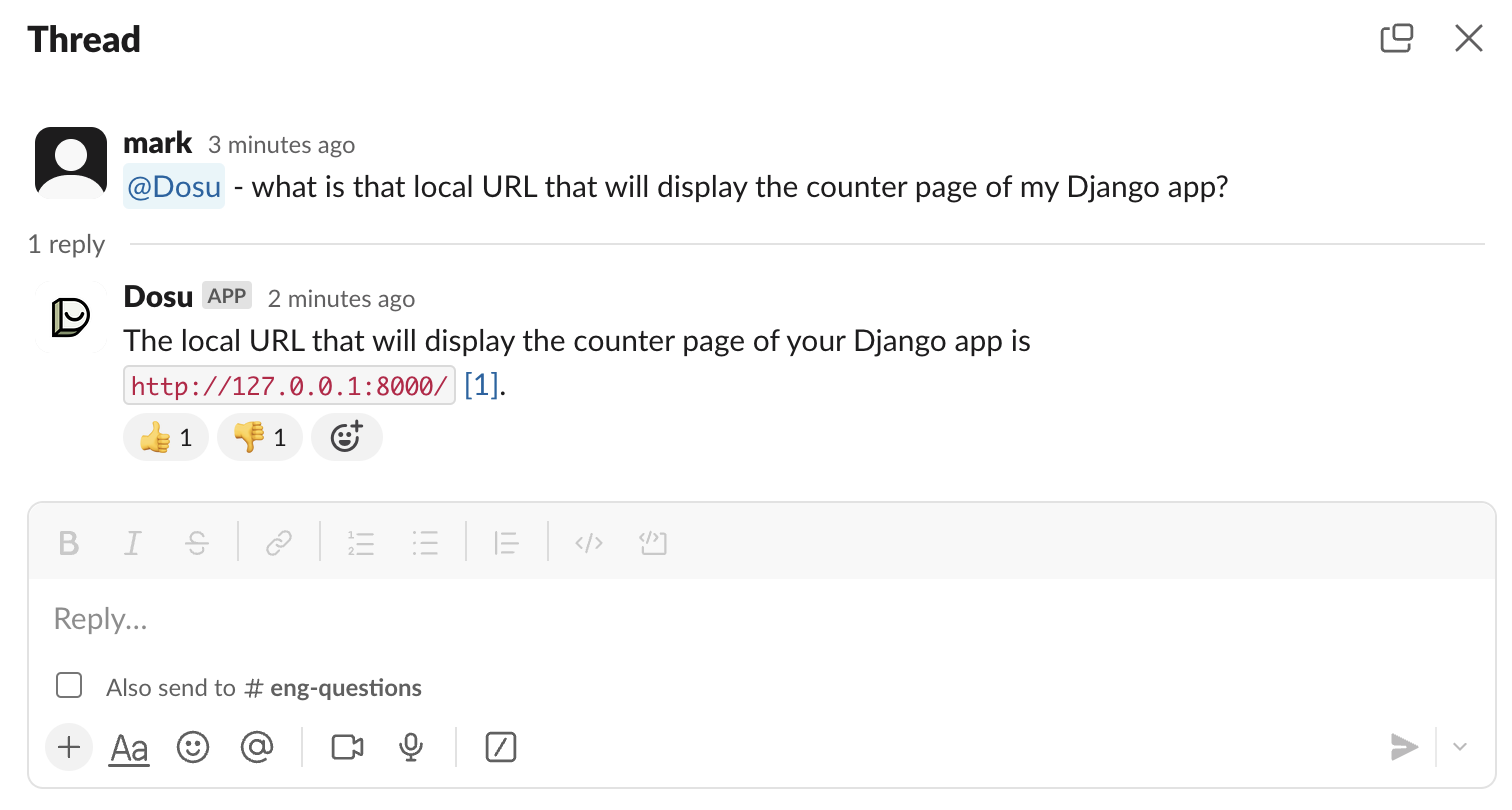 Thread
mark 3 minutes ago
@Dosu - what is that local URL that will display the counter page of my Django app?
1 reply
Dosu APP 2 minutes ago
The local URL that will display the counter page of your Django app is
http://127.0.0.1:8000/ [1].
👍 1 👎 1
B I S 1 2 </> </>
Reply...
Also send to # eng-questions
+ Aa @ /